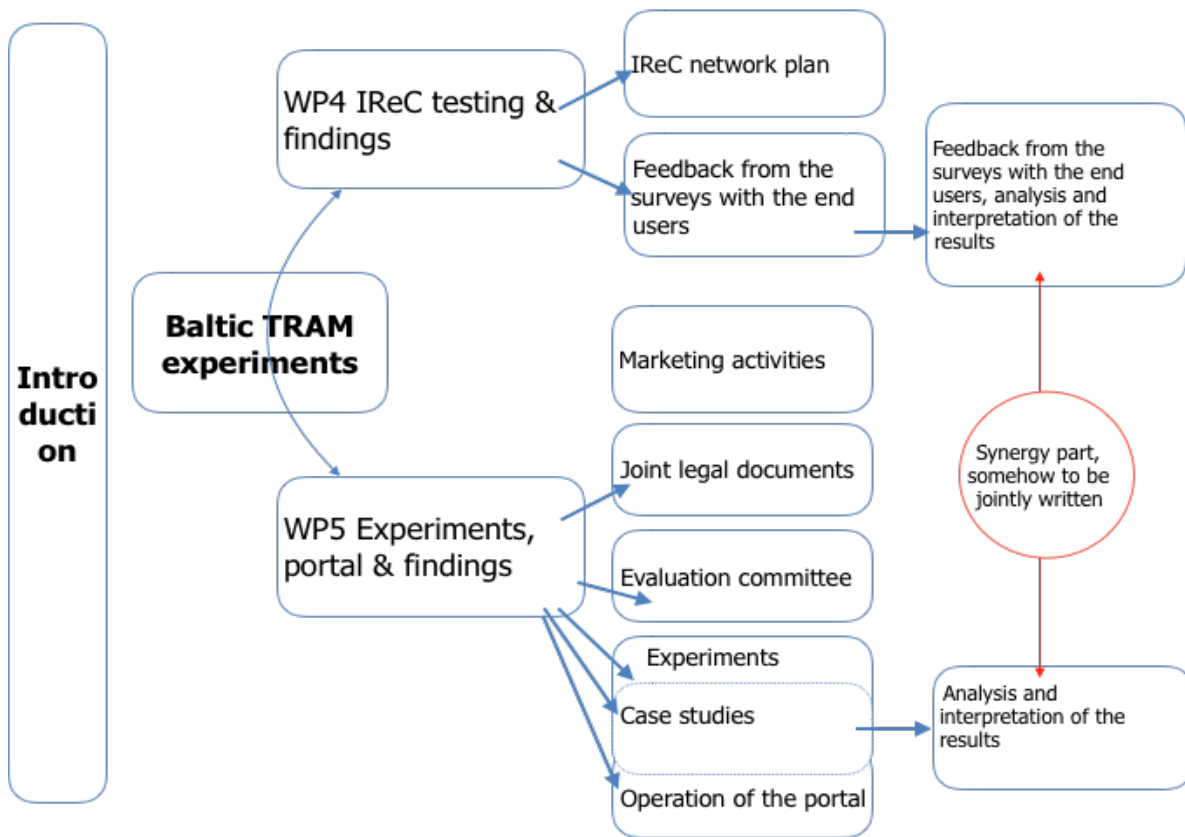 Intro
ducti
on
Baltic TRAM
experiments
WP4 IReC testing &
findings
IReC network plan
Feedback from the
surveys with the end
users
Feedback from the
surveys with the end
users, analysis and
interpretation of the
results
WP5 Experiments,
portal & findings
Marketing activities
Joint legal documents
Evaluation committee
Experiments
Case studies
Operation of the portal
Synergy part,
somehow to be
jointly written
Analysis and
interpretation of the
results